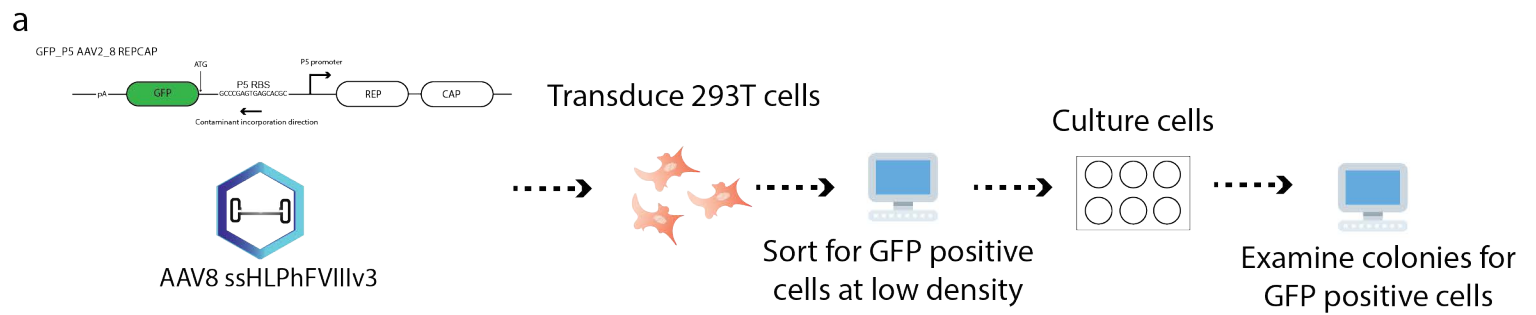 a
GFP_P5 AAV2_8 REPCAP
ATG
P5 promoter
P5 RBS
pA
GFP
GCCCGAGTGAGCACGC
REP
CAP
Contaminant incorporation direction
AAV8 ssHLPhFVIIIv3
Transduce 293T cells
Sort for GFP positive
cells at low density
Culture cells
Examine colonies for
GFP positive cells